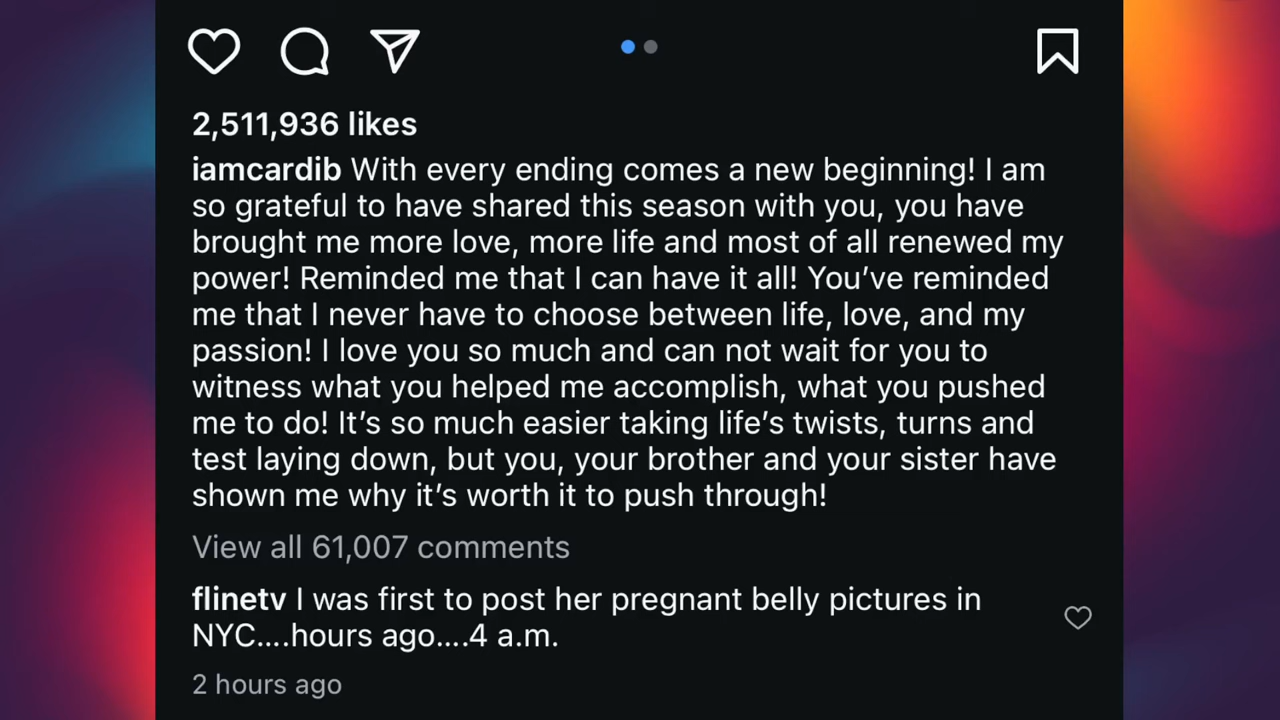 2,511,936 likes
iamcardib With every ending comes a new beginning! I am
so grateful to have shared this season with you, you have
brought me more love, more life and most of all renewed my
power! Reminded me that I can have it all! You’ve reminded
me that I never have to choose between life, love, and my
passion! I love you so much and can not wait for you to
witness what you helped me accomplish, what you pushed
me to do! It’s so much easier taking life’s twists, turns and
test laying down, but you, your brother and your sister have
shown me why it’s worth it to push through!
View all 61,007 comments
flinetv I was first to post her pregnant belly pictures in
NYC....hours ago....4 a.m.
2 hours ago